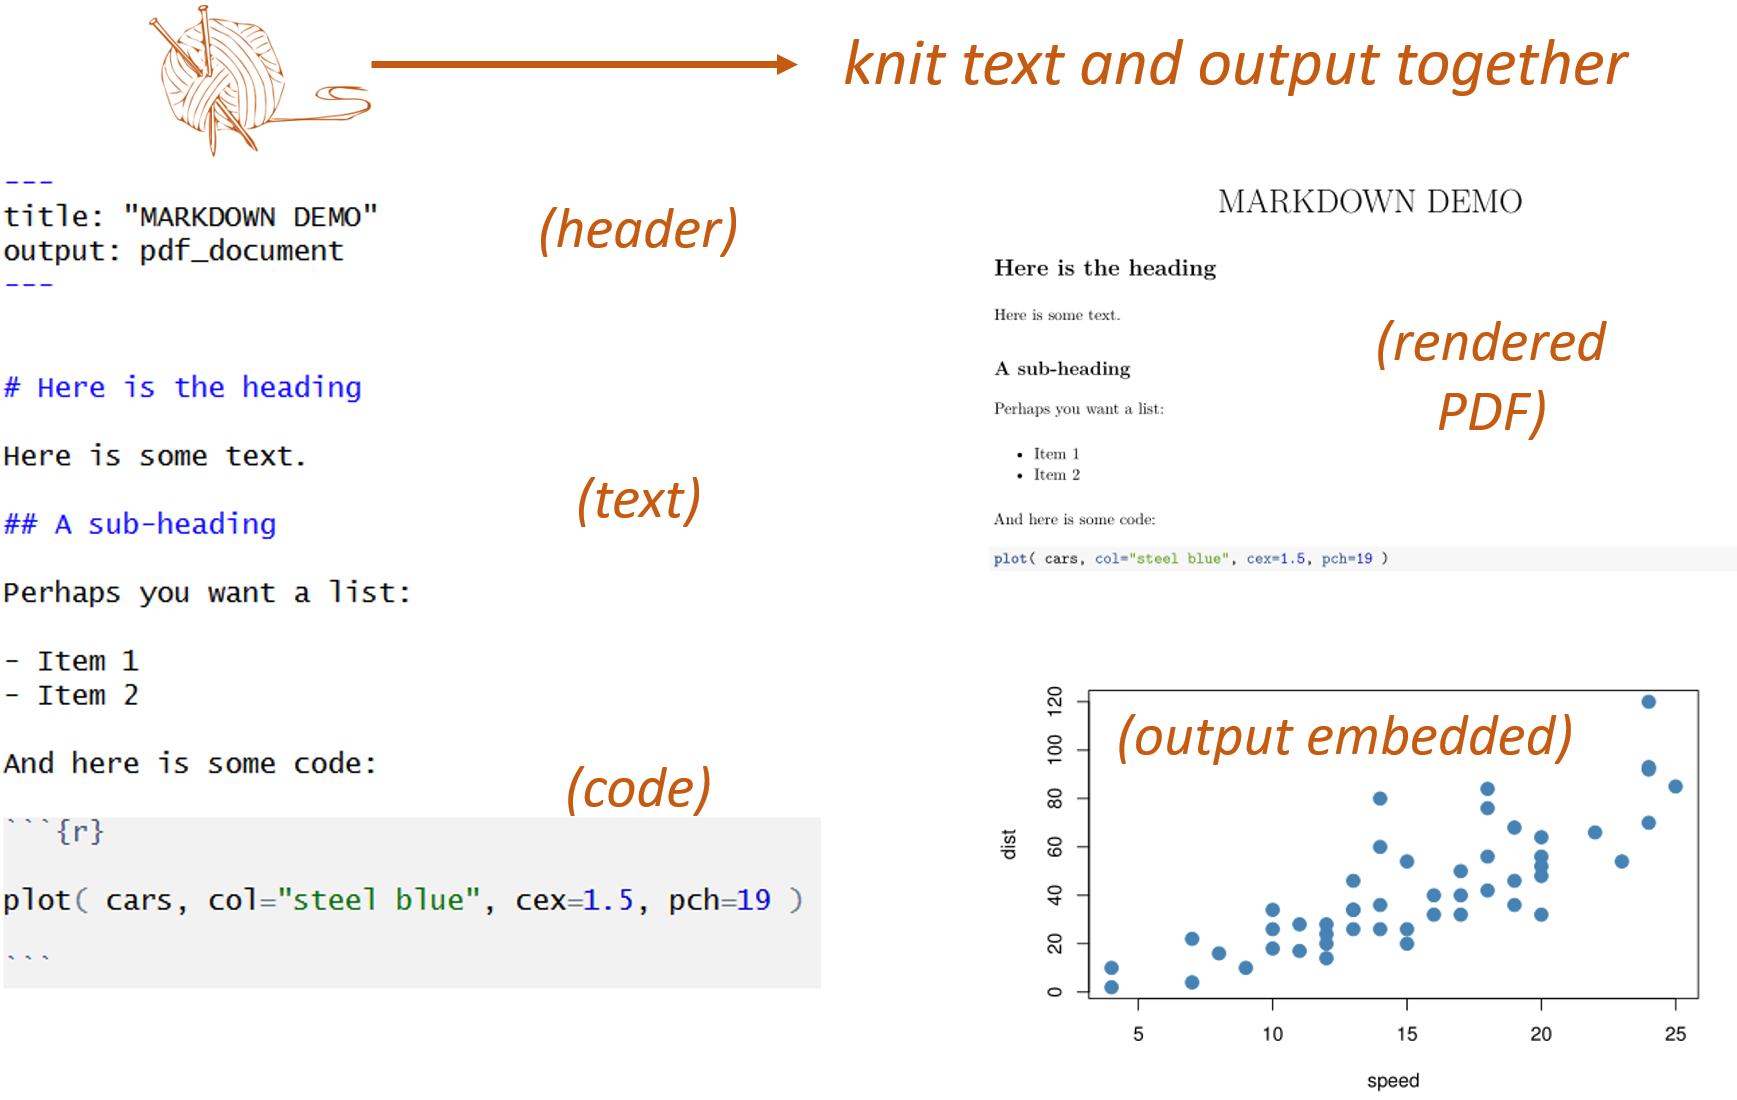 knit text and output together
---
title: "MARKDOWN DEMO"
output: pdf_document
---
(header)
# Here is the heading
Here is some text.
## A sub-heading
(text)
Perhaps you want a list:
- Item 1
- Item 2
And here is some code:
(code)
```{r}
plot( cars, col="steel blue", cex=1.5, pch=19 )
```
MARKDOWN DEMO
Here is the heading
Here is some text.
(rendered
PDF)
A sub-heading
Perhaps you want a list:
• Item 1
• Item 2
And here is some code:
plot( cars, col="steel blue", cex=1.5, pch=19 )
(output embedded)
dist
120
100
80
60
40
20
0
5 10 15 20 25
speed